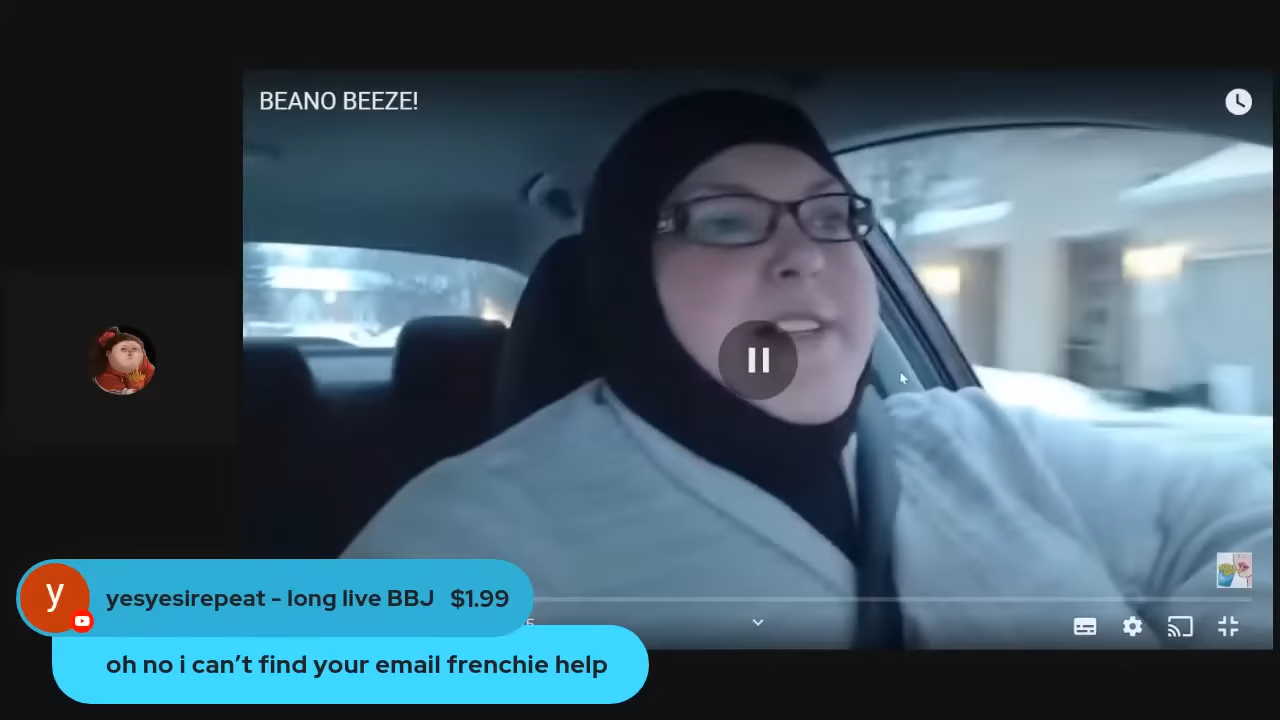 BEANO BEEZE!
y
yesyesirepeat - long live BBJ $1.99
oh no i can't find your email frenchie help